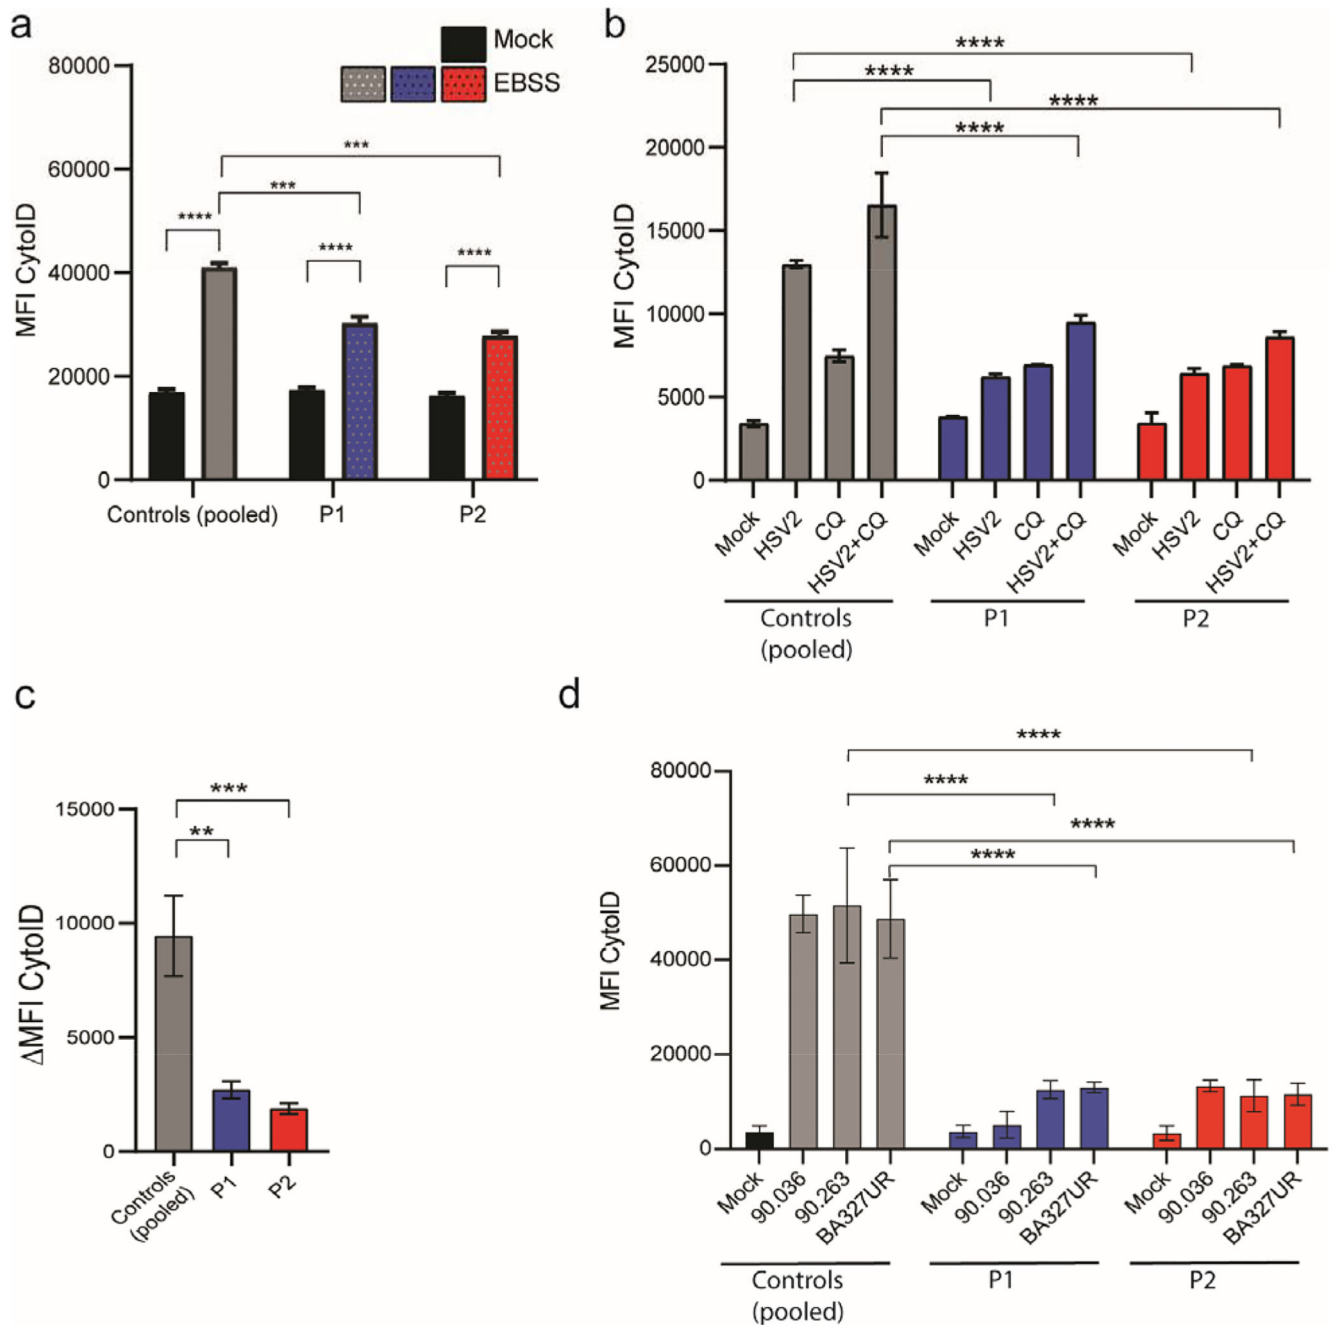 a
Mock
EBSS
MFI CytoID
80000
60000
40000
20000
0
****
***
***
****
****
Controls (pooled)
P1
P2
b
MFI CytoID
25000
20000
15000
10000
5000
0
****
****
****
****
Mock
HSV2
CQ
HSV2+CQ
Mock
HSV2
CQ
HSV2+CQ
Mock
HSV2
CQ
HSV2+CQ
Controls
(pooled)
P1
P2
c
ΔMFI CytoID
15000
10000
5000
0
***
**
Controls
(pooled)
P1
P2
d
MFI CytoID
80000
60000
40000
20000
0
****
****
****
****
Mock
90.036
90.263
BA327UR
Mock
90.036
90.263
BA327UR
Mock
90.036
90.263
BA327UR
Controls
(pooled)
P1
P2